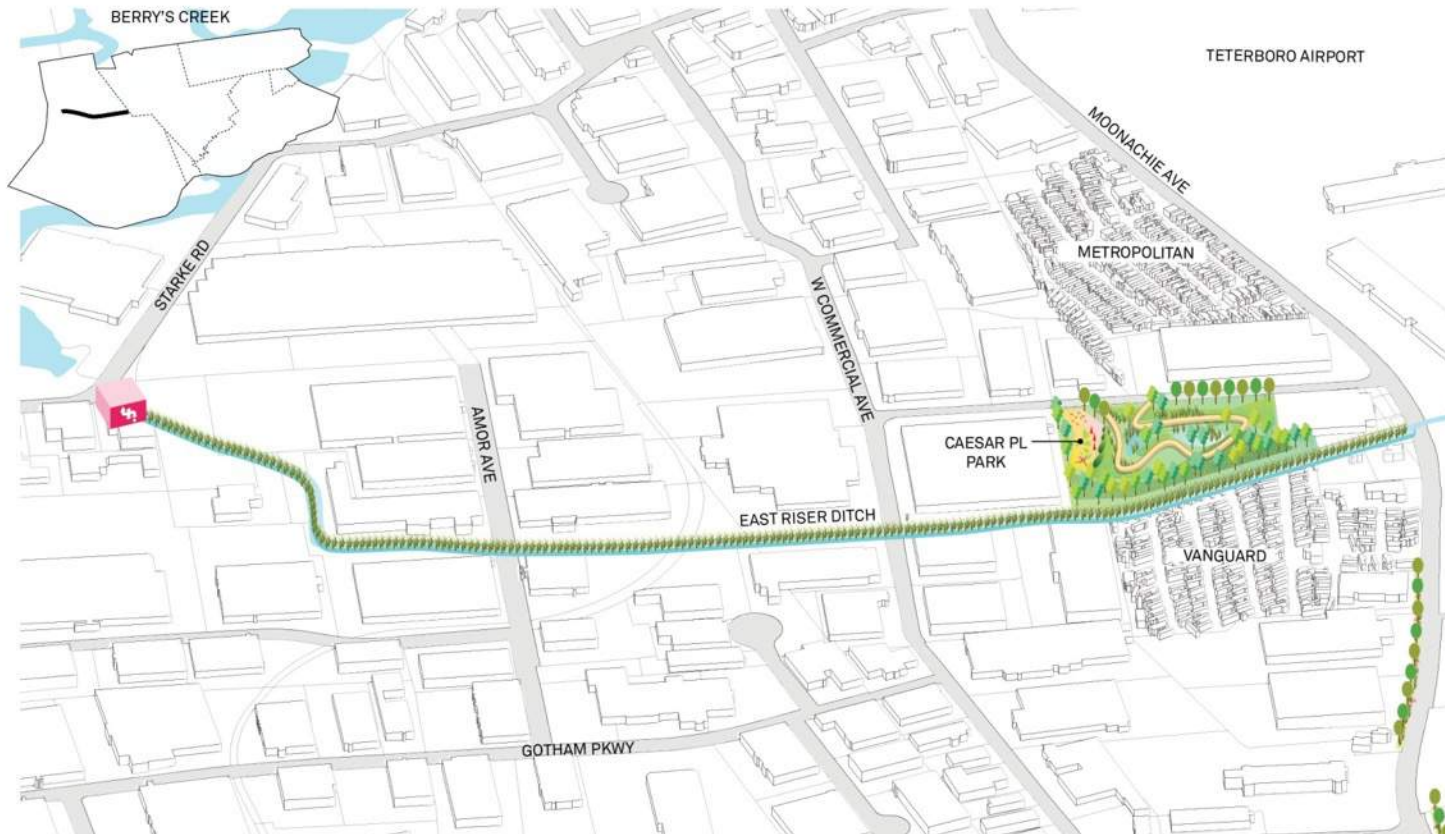 BERRY'S CREEK
TETERBORO AIRPORT
MOONACHIE AVE
METROPOLITAN
STARKE RD
W COMMERCIAL AVE
AMOR AVE
CAESAR PL
PARK
EAST RISER DITCH
VANGUARD
GOTHAM PKWY